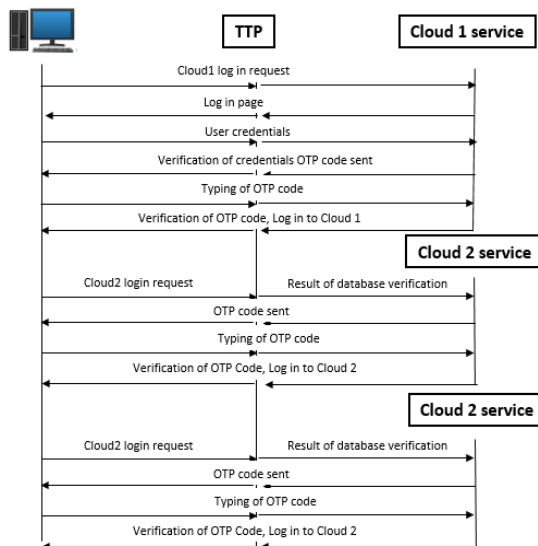 TTP
Cloud 1 service
Cloud1 log in request
Log in page
User credentials
Verification of credentials OTP code sent
Typing of OTP code
Verification of OTP code, Log in to Cloud 1
Cloud 2 service
Cloud2 login request
Result of database verification
OTP code sent
Typing of OTP code
Verification of OTP Code, Log in to Cloud 2
Cloud 2 service
Cloud2 login request
Result of database verification
OTP code sent
Typing of OTP code
Verification of OTP Code, Log in to Cloud 2